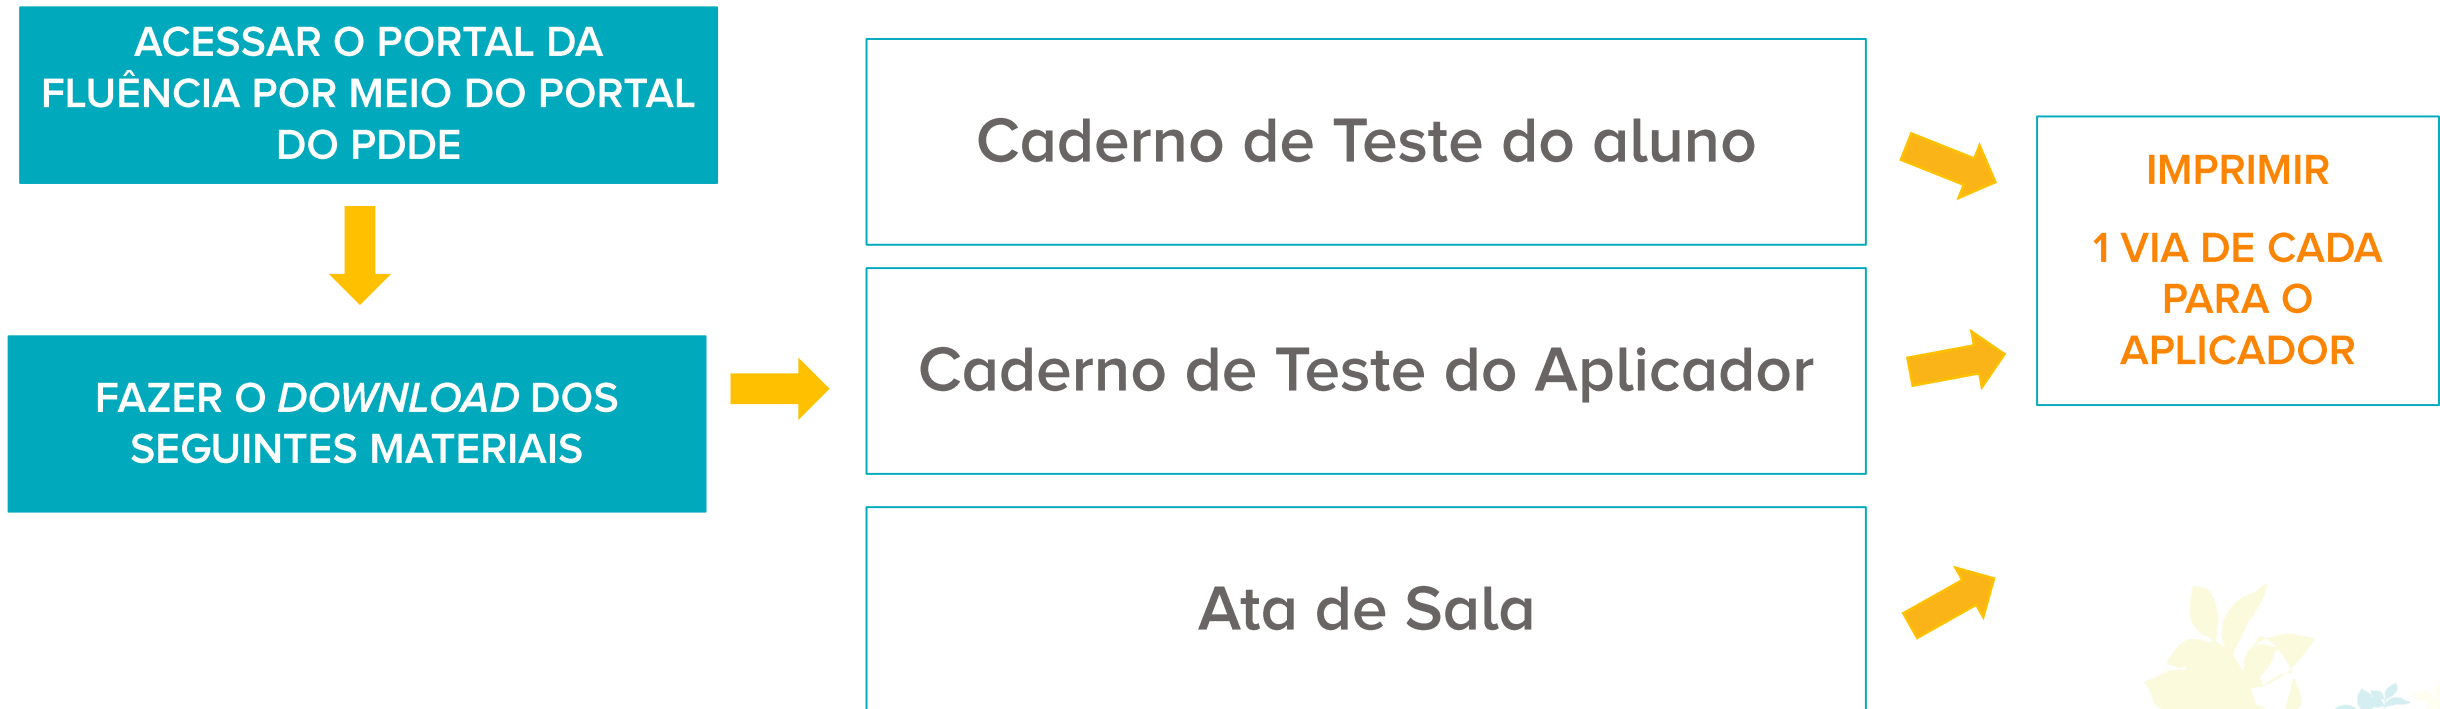 ACESSAR O PORTAL DA
FLUÊNCIA POR MEIO DO PORTAL
DO PDDE
FAZER O DOWNLOAD DOS
SEGUINTES MATERIAIS
Caderno de Teste do aluno
Caderno de Teste do Aplicador
Ata de Sala
IMPRIMIR
1 VIA DE CADA
PARA O
APLICADOR